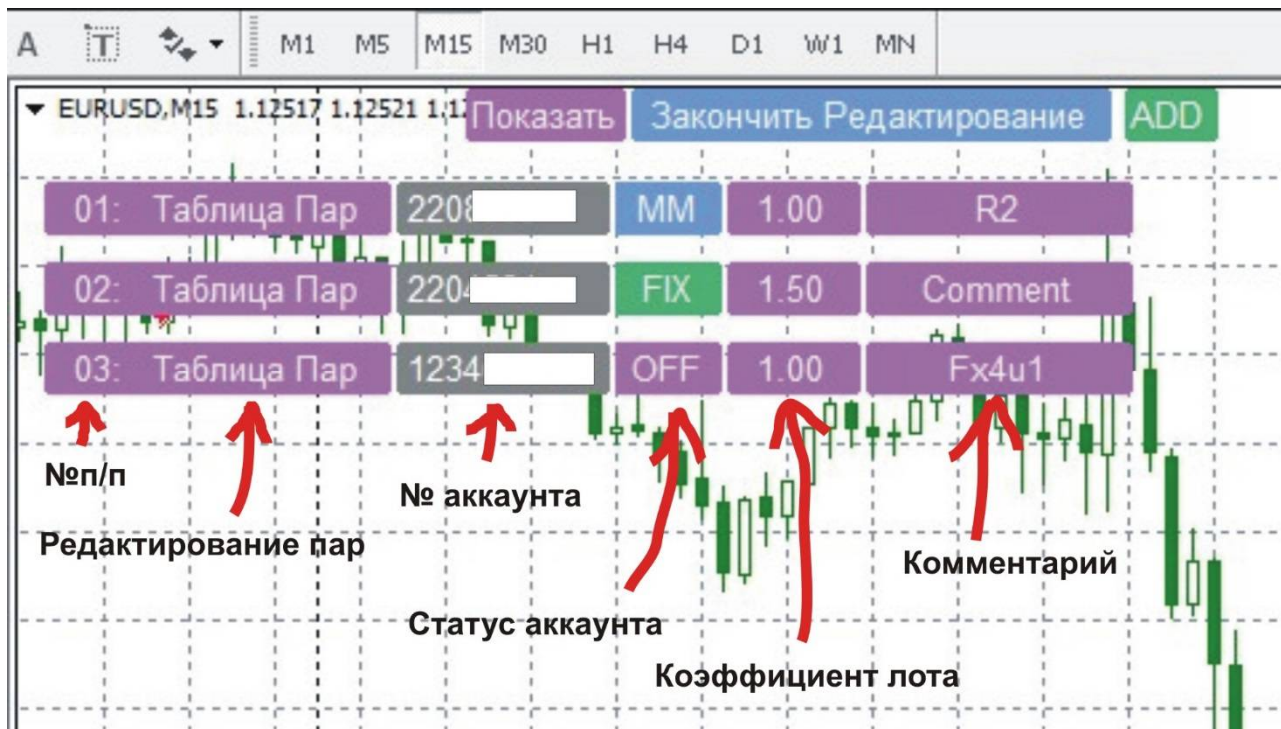 A T M1 M5 M15 M30 H1 H4 D1 W1 MN
EURUSD,M15 1.12517 1.12521 Показать Закончить Редактирование ADD
01: Таблица Пар 2208 MM 1.00 R2
02: Таблица Пар 2204 FIX 1.50 Comment
03: Таблица Пар 1234 OFF 1.00 Fx4u1
№п/п
№ аккаунта
Редактирование пар
Комментарий
Статус аккаунта
Коэффициент лота